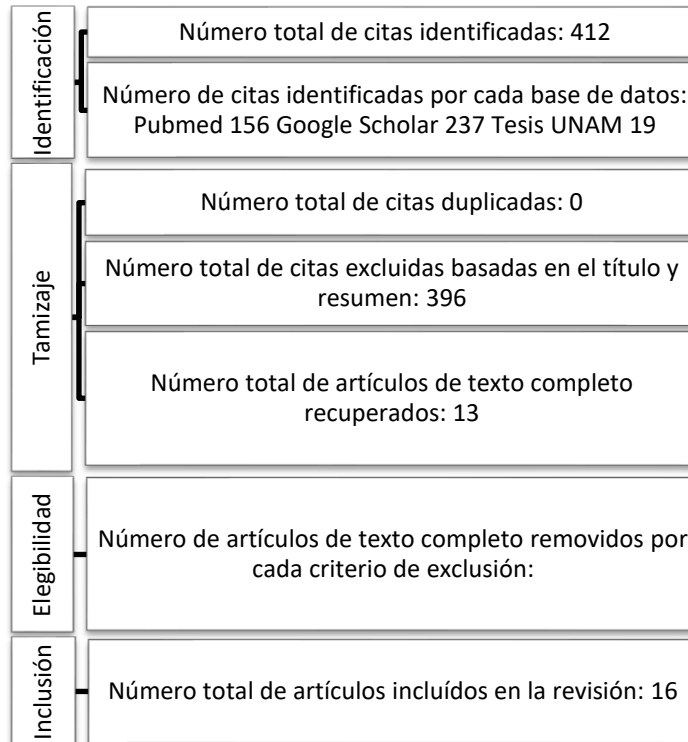 Identificación
Número total de citas identificadas: 412
Número de citas identificadas por cada base de datos:
Pubmed 156 Google Scholar 237 Tesis UNAM 19
Tamizaje
Número total de citas duplicadas: 0
Número total de citas excluidas basadas en el título y
resumen: 396
Número total de artículos de texto completo
recuperados: 13
Elegibilidad
Número de artículos de texto completo removidos por
cada criterio de exclusión:
Inclusión
Número total de artículos incluídos en la revisión: 16